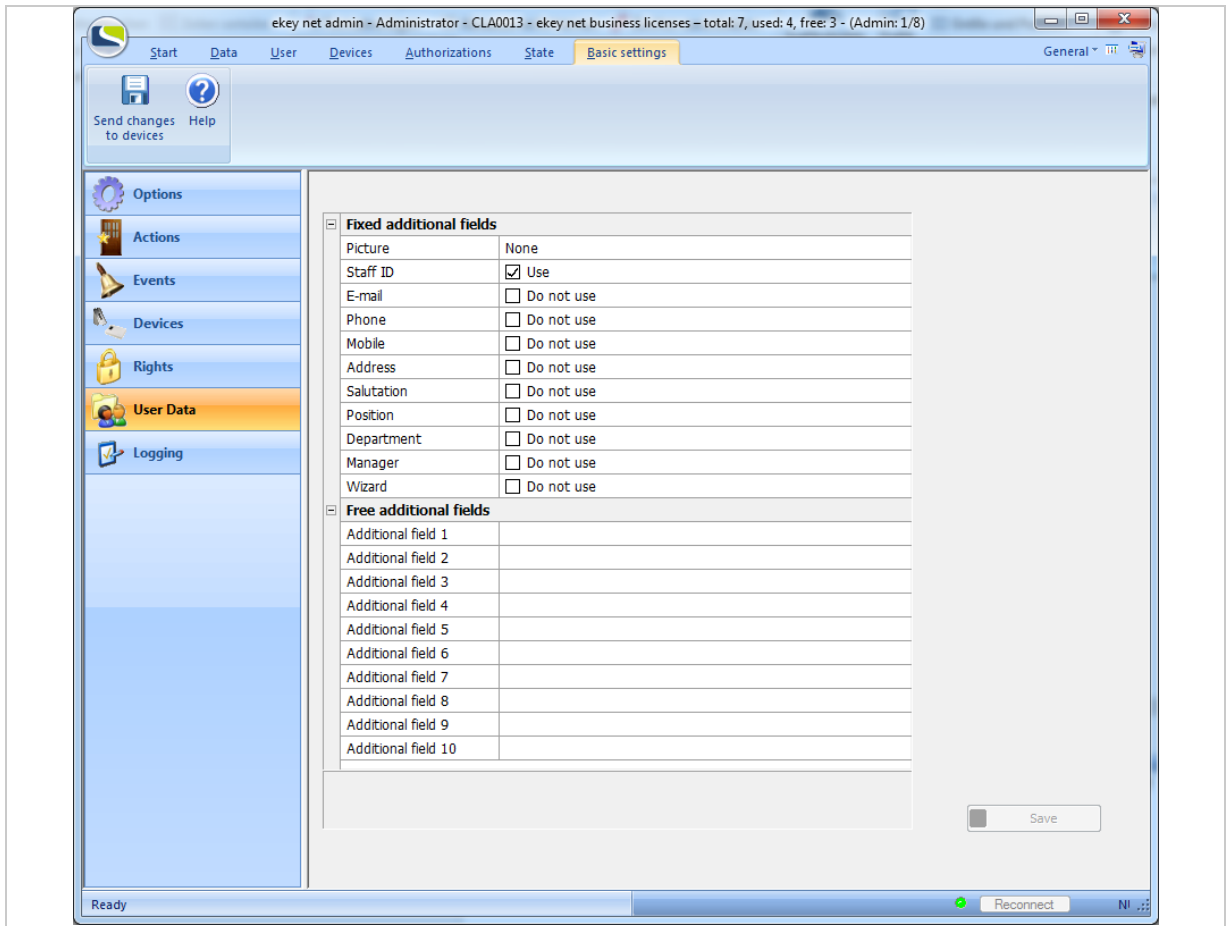 ekey net admin - Administrator - CLA0013 - ekey net business licenses – total: 7, used: 4, free: 3 - (Admin: 1/8)
Start Data User Devices Authorizations State Basic settings General
Send changes to devices Help
Options
Actions
Events
Devices
Rights
User Data
Logging
Fixed additional fields
Picture None
Staff ID Use
E-mail Do not use
Phone Do not use
Mobile Do not use
Address Do not use
Salutation Do not use
Position Do not use
Department Do not use
Manager Do not use
Wizard Do not use
Free additional fields
Additional field 1
Additional field 2
Additional field 3
Additional field 4
Additional field 5
Additional field 6
Additional field 7
Additional field 8
Additional field 9
Additional field 10
Save
Ready Reconnect